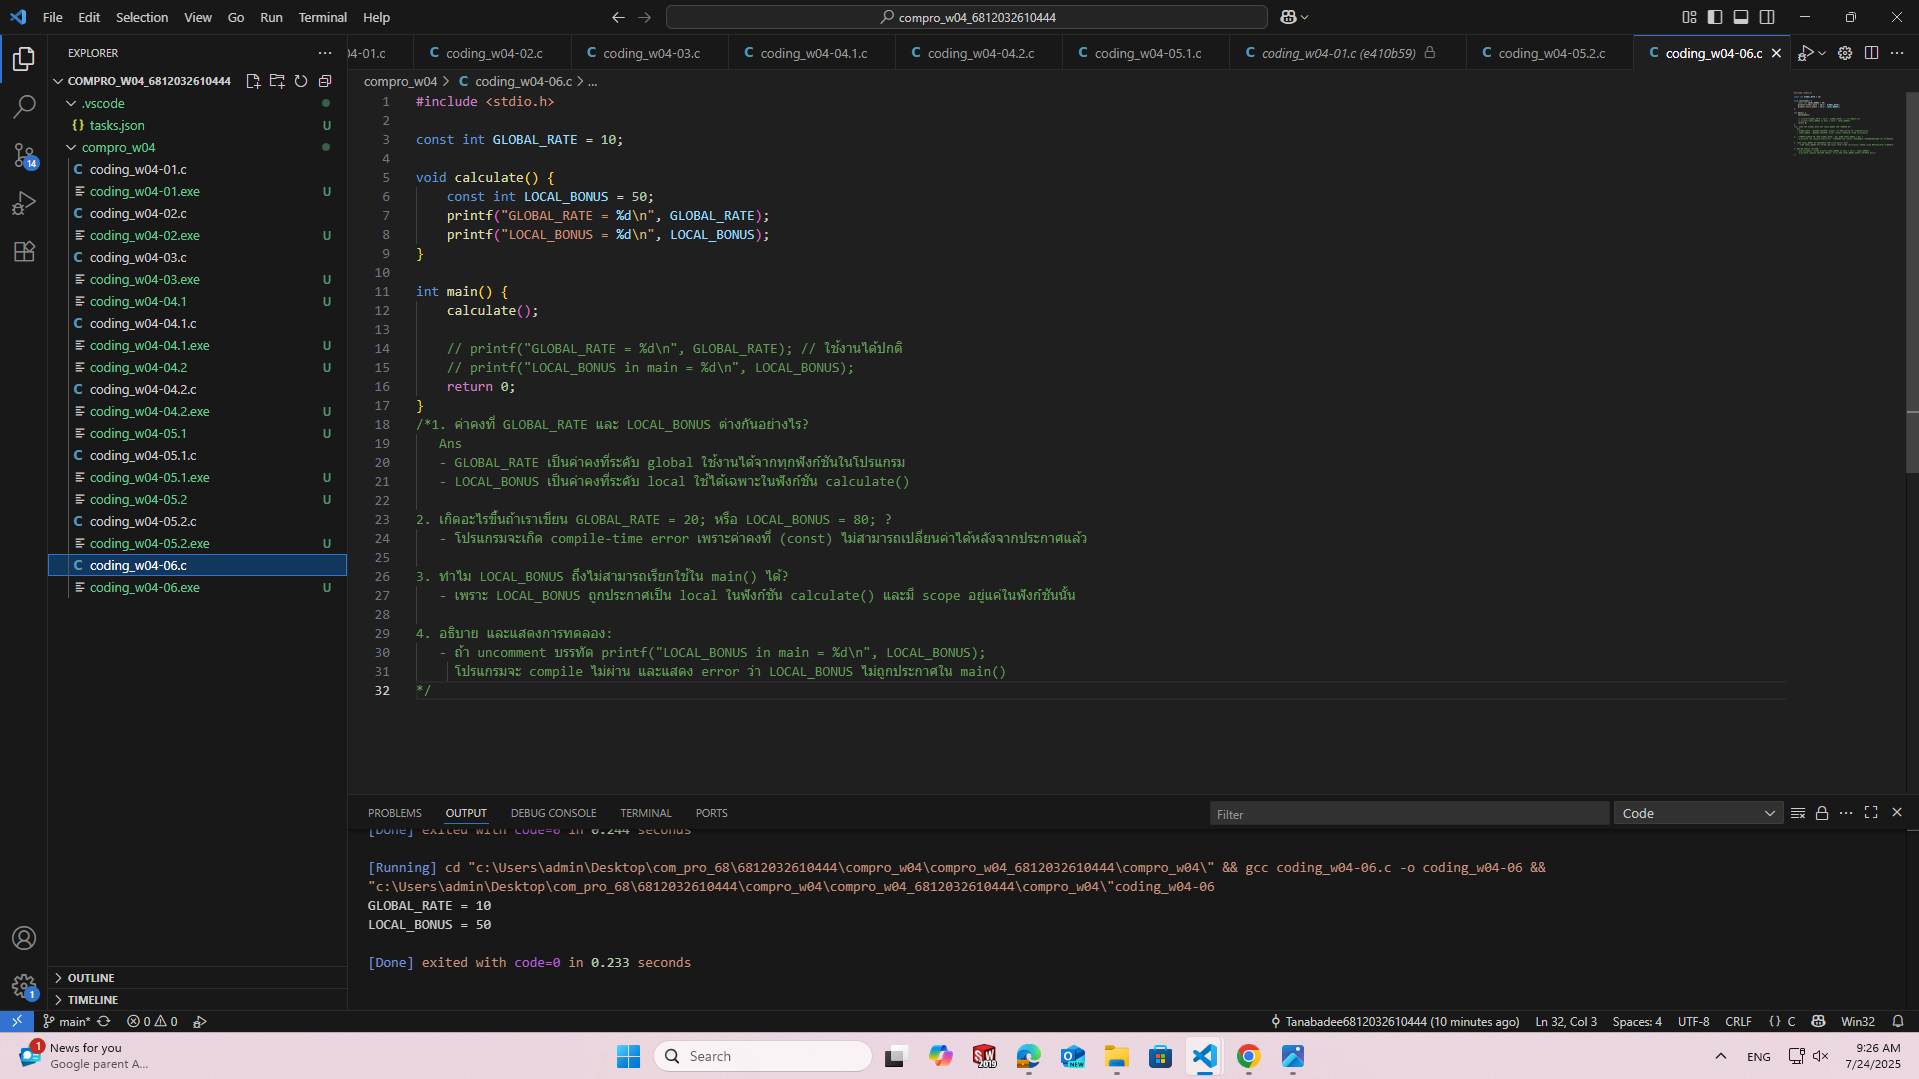 File Edit Selection View Go Run Terminal Help
compro_w04_6812032610444
EXPLORER
COMPRO_W04_6812032610444
.vscode
tasks.json U
compro_w04
coding_w04-01.c
coding_w04-01.exe U
coding_w04-02.c
coding_w04-02.exe U
coding_w04-03.c
coding_w04-03.exe U
coding_w04-04.1 U
coding_w04-04.1.c
coding_w04-04.1.exe U
coding_w04-04.2 U
coding_w04-04.2.c
coding_w04-04.2.exe U
coding_w04-05.1 U
coding_w04-05.1.c
coding_w04-05.1.exe U
coding_w04-05.2 U
coding_w04-05.2.c
coding_w04-05.2.exe U
coding_w04-06.c
coding_w04-06.exe U
OUTLINE
TIMELINE
14
1
04-01.c coding_w04-02.c coding_w04-03.c coding_w04-04.1.c coding_w04-04.2.c coding_w04-05.1.c coding_w04-01.c (e410b59) coding_w04-05.2.c coding_w04-06.c
compro_w04 > C coding_w04-06.c > ...
1 #include <stdio.h>
2
3 const int GLOBAL_RATE = 10;
4
5 void calculate() {
6 const int LOCAL_BONUS = 50;
7 printf("GLOBAL_RATE = %d\n", GLOBAL_RATE);
8 printf("LOCAL_BONUS = %d\n", LOCAL_BONUS);
9 }
10
11 int main() {
12 calculate();
13
14 // printf("GLOBAL_RATE = %d\n", GLOBAL_RATE); // ใช้งานได้ปกติ
15 // printf("LOCAL_BONUS in main = %d\n", LOCAL_BONUS);
16 return 0;
17 }
18 /*1. ค่าคงที่ GLOBAL_RATE และ LOCAL_BONUS ต่างกันอย่างไร?
19 Ans
20 - GLOBAL_RATE เป็นค่าคงที่ระดับ global ใช้งานได้จากทุกฟังก์ชันในโปรแกรม
21 - LOCAL_BONUS เป็นค่าคงที่ระดับ local ใช้ได้เฉพาะในฟังก์ชัน calculate()
22
23 2. เกิดอะไรขึ้นถ้าเราเขียน GLOBAL_RATE = 20; หรือ LOCAL_BONUS = 80; ?
24 - โปรแกรมจะเกิด compile-time error เพราะค่าคงที่ (const) ไม่สามารถเปลี่ยนค่าได้หลังจากประกาศแล้ว
25
26 3. ทำไม LOCAL_BONUS ถึงไม่สามารถเรียกใช้ใน main() ได้?
27 - เพราะ LOCAL_BONUS ถูกประกาศเป็น local ในฟังก์ชัน calculate() และมี scope อยู่แค่ในฟังก์ชันนั้น
28
29 4. อธิบาย และแสดงการทดลอง:
30 - ถ้า uncomment บรรทัด printf("LOCAL_BONUS in main = %d\n", LOCAL_BONUS);
31 โปรแกรมจะ compile ไม่ผ่าน และแสดง error ว่า LOCAL_BONUS ไม่ถูกประกาศใน main()
32 */
PROBLEMS OUTPUT DEBUG CONSOLE TERMINAL PORTS Filter Code
[Done] exited with code=0 in 0.244 seconds
[Running] cd "c:\Users\admin\Desktop\com_pro_68\6812032610444\compro_w04\compro_w04_6812032610444\compro_w04\" && gcc coding_w04-06.c -o coding_w04-06 &&
"c:\Users\admin\Desktop\com_pro_68\6812032610444\compro_w04\compro_w04_6812032610444\compro_w04\"coding_w04-06
GLOBAL_RATE = 10
LOCAL_BONUS = 50
[Done] exited with code=0 in 0.233 seconds
main* 0 0 Tanabadee6812032610444 (10 minutes ago) Ln 32, Col 3 Spaces: 4 UTF-8 CRLF {} C Win32
1 News for you
Google parent A...
Search
SW 2019
NEW
ENG
9:26 AM
7/24/2025